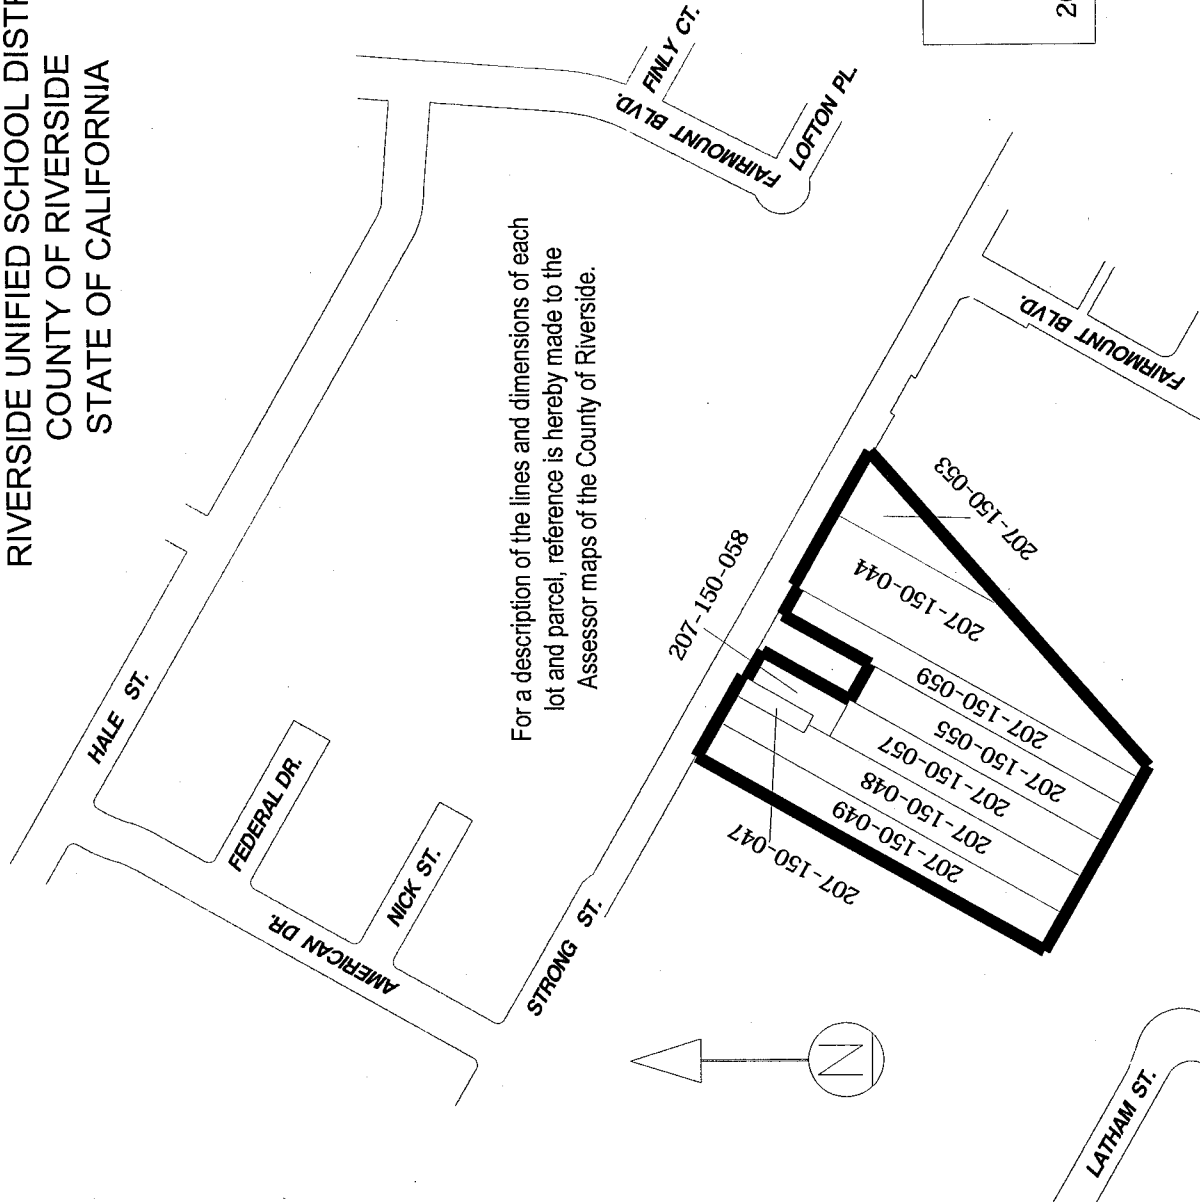 RIVERSIDE UNIFIED SCHOOL
COUNTY OF RIVERSIDE
STATE OF CALIFORNIA
HALE ST.
FEDERAL DR.
NICK ST.
AMERICAN DR.
STRONG ST.
FINLY CT.
FAIRMOUNT BLVD.
LOFTON PL.
For a description of the lines and dimensions of each
lot and parcel, reference is hereby made to the
Assessor maps of the County of Riverside.
FAIRMOUNT BLVD.
207-150-058
207-150-053
207-150-044
207-150-059
207-150-055
207-150-057
207-150-048
207-150-049
207-150-047
N
LATHAM ST.